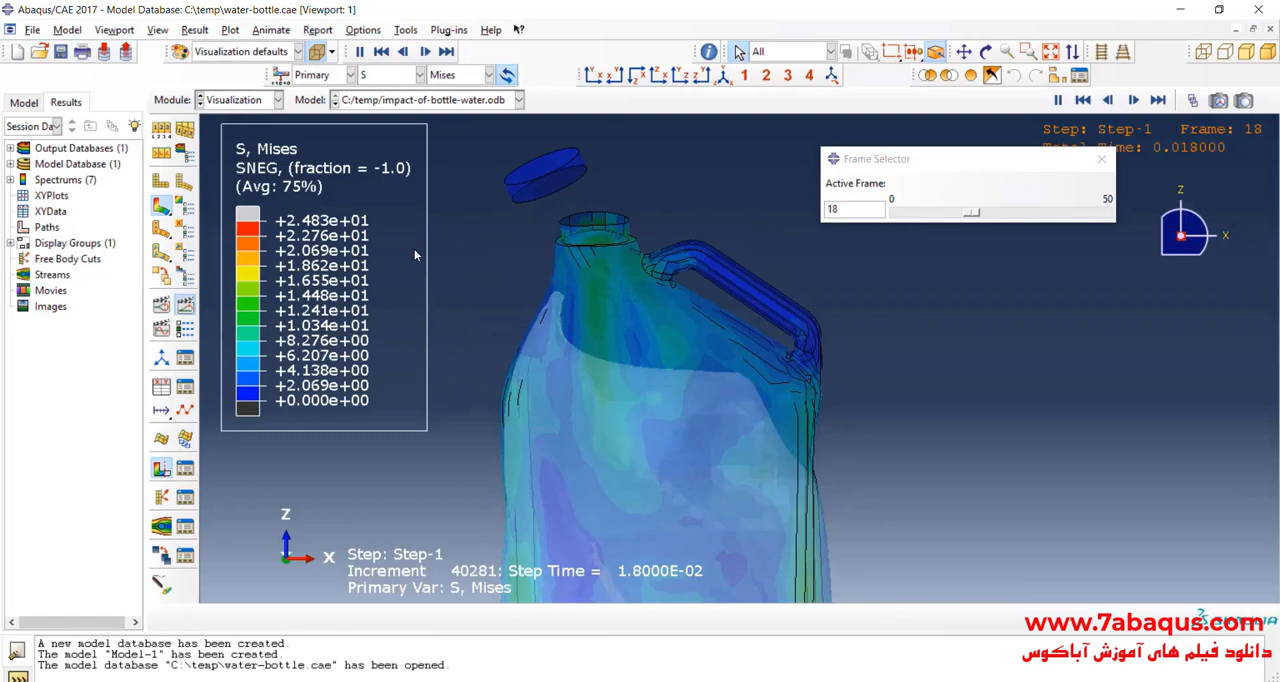 Abaqus/CAE 2017 - Model Database: C:\temp\water-bottle.cae [Viewport: 1]
File Model Viewport View Result Plot Animate Report Options Tools Plug-ins Help
Visualization defaults All
Primary S Mises 1 2 3 4
Model Results Module: Visualization Model: C:/temp/impact-of-bottle-water.odb
Session Da
Output Databases (1)
Model Database (1)
Spectrums (7)
XYPlots
XYData
Paths
Display Groups (1)
Free Body Cuts
Streams
Movies
Images
S, Mises
SNEG, (fraction = -1.0)
(Avg: 75%)
+2.483e+01
+2.276e+01
+2.069e+01
+1.862e+01
+1.655e+01
+1.448e+01
+1.241e+01
+1.034e+01
+8.276e+00
+6.207e+00
+4.138e+00
+2.069e+00
+0.000e+00
Step: Step-1 Frame: 18
Total Time: 0.018000
Frame Selector
Active Frame:
0 50
18
Z
X
Z
X
Step: Step-1
Increment 40281: Step Time = 1.8000E-02
Primary Var: S, Mises
www.7abaqus.com
دانلود فیلم های آموزش آباکوس
A new model database has been created.
The model "Model-1" has been created.
The model database "C:\temp\water-bottle.cae" has been opened.